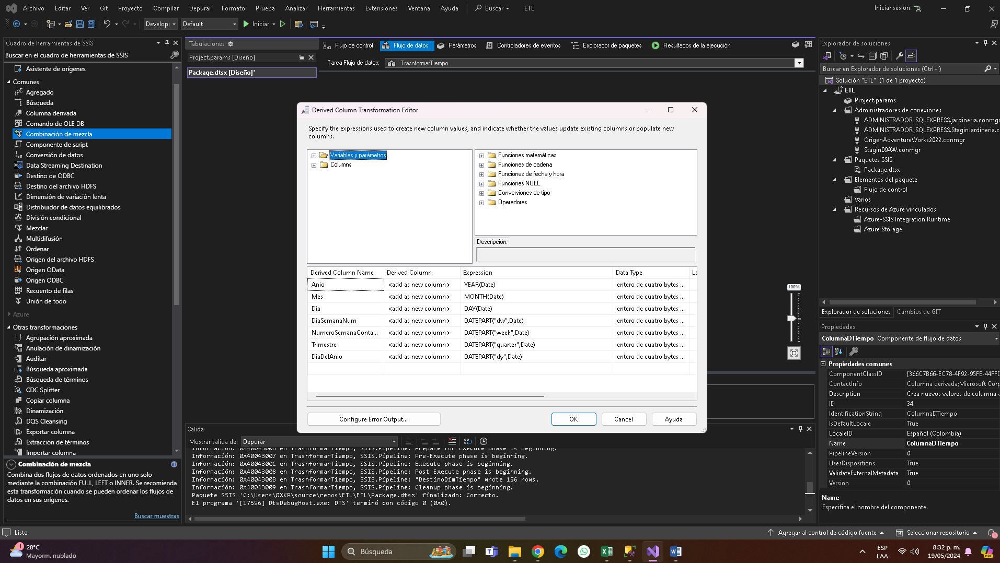 Archivo Editar Ver Git Proyecto Compilar Depurar Formato Prueba Analizar Herramientas Extensiones Ventana Ayuda Buscar ETL Iniciar sesión
Developi Default Iniciar
Cuadro de herramientas de SSIS
Buscar en el cuadro de herramientas de SSIS
Asistente de orígenes
Comunes
Agregado
Búsqueda
Columna derivada
Comando de OLE DB
Combinación de mezcla
Componente de script
Conversión de datos
Data Streaming Destination
Destino de ODBC
Destino del archivo HDFS
Dimensión de variación lenta
Distribuidor de datos equilibrados
División condicional
Mezclar
Multidifusión
Ordenar
Origen del archivo HDFS
Origen OData
Origen ODBC
Recuento de filas
Unión de todo
Azure
Otras transformaciones
Agrupación aproximada
Anulación de dinamización
Auditar
Búsqueda aproximada
Búsqueda de términos
CDC Splitter
Copiar columna
Dinamización
DQS Cleansing
Exportar columna
Extracción de términos
Importar columna
Combinación de mezcla
Combina dos flujos de datos ordenados en uno solo
mediante la combinación FULL, LEFT o INNER. Se recomienda
esta transformación cuando se pueden ordenar los flujos de
datos en sus orígenes.
Buscar muestras
Tabulaciones
Project.params [Diseño]
Package.dtsx [Diseño]*
Flujo de control Flujo de datos Parámetros Controladores de eventos Explorador de paquetes Resultados de la ejecución
Tarea Flujo de datos: TrasnformarTiempo
Derived Column Transformation Editor
Specify the expressions used to create new column values, and indicate whether the values update existing columns or populate new
columns.
Variables y parámetros
Columns
Funciones matemáticas
Funciones de cadena
Funciones de fecha y hora
Funciones NULL
Conversiones de tipo
Operadores
Descripción:
Derived Column Name Derived Column Expression Data Type Le
Anio <add as new column> YEAR(Date) entero de cuatro bytes ...
Mes <add as new column> MONTH(Date) entero de cuatro bytes ...
Dia <add as new column> DAY(Date) entero de cuatro bytes ...
DiaSemanaNum <add as new column> DATEPART("dw",Date) entero de cuatro bytes ...
NumeroSemanaConta... <add as new column> DATEPART("week",Date) entero de cuatro bytes ...
Trimestre <add as new column> DATEPART("quarter",Date) entero de cuatro bytes ...
DiaDelAnio <add as new column> DATEPART("dy",Date) entero de cuatro bytes ...
Configure Error Output... OK Cancel Ayuda
100%
Salida
Mostrar salida de: Depurar
Información: 0x40043006 en TrasnformarTiempo, SSIS.Pipeline: Prepare for Execute phase is beginning.
Información: 0x40043007 en TrasnformarTiempo, SSIS.Pipeline: Pre-Execute phase is beginning.
Información: 0x4004300C en TrasnformarTiempo, SSIS.Pipeline: Execute phase is beginning.
Información: 0x40043008 en TrasnformarTiempo, SSIS.Pipeline: Post Execute phase is beginning.
Información: 0x4004300B en TrasnformarTiempo, SSIS.Pipeline: "DestinoDimTiempo" wrote 156 rows.
Información: 0x40043009 en TrasnformarTiempo, SSIS.Pipeline: Cleanup phase is beginning.
Paquete SSIS 'C:\Users\OXKR\source\repos\ETL\ETL\Package.dtsx' finalizado: Correcto.
El programa '[17596] DtsDebugHost.exe: DTS' terminó con código 0 (0x0).
Explorador de soluciones
Buscar en Explorador de soluciones (Ctrl+´)
Solución "ETL" (1 de 1 proyecto)
ETL
Project.params
Administradores de conexiones
ADMINISTRADOR_SQLEXPRESS.jardineria.conmgr
ADMINISTRADOR_SQLEXPRESS.StaginJardineria.c
OrigenAdventureWorks2022.conmgr
Stagin09AW.conmgr
Paquetes SSIS
Package.dtsx
Elementos del paquete
Flujo de control
Varios
Recursos de Azure vinculados
Azure-SSIS Integration Runtime
Azure Storage
Explorador de soluciones Cambios de GIT
Propiedades
ColumnaDTiempo Componente de flujo de datos
Propiedades comunes
ComponentClassID {366C7B66-EC78-4F92-95FE-44FFD
ContactInfo Columna derivada;Microsoft Corp
Description Crea nuevos valores de columna a
ID 34
IdentificationString ColumnaDTiempo
IsDefaultLocale True
LocaleID Español (Colombia)
Name ColumnaDTiempo
PipelineVersion 0
UsesDispositions True
ValidateExternalMetadata True
Version 0
Name
Especifica el nombre del componente.
Listo Agregar al control de código fuente Seleccionar repositorio 1
1 28°C
Mayorm. nublado
Búsqueda
ESP
LAA
8:32 p. m.
19/05/2024
PRE